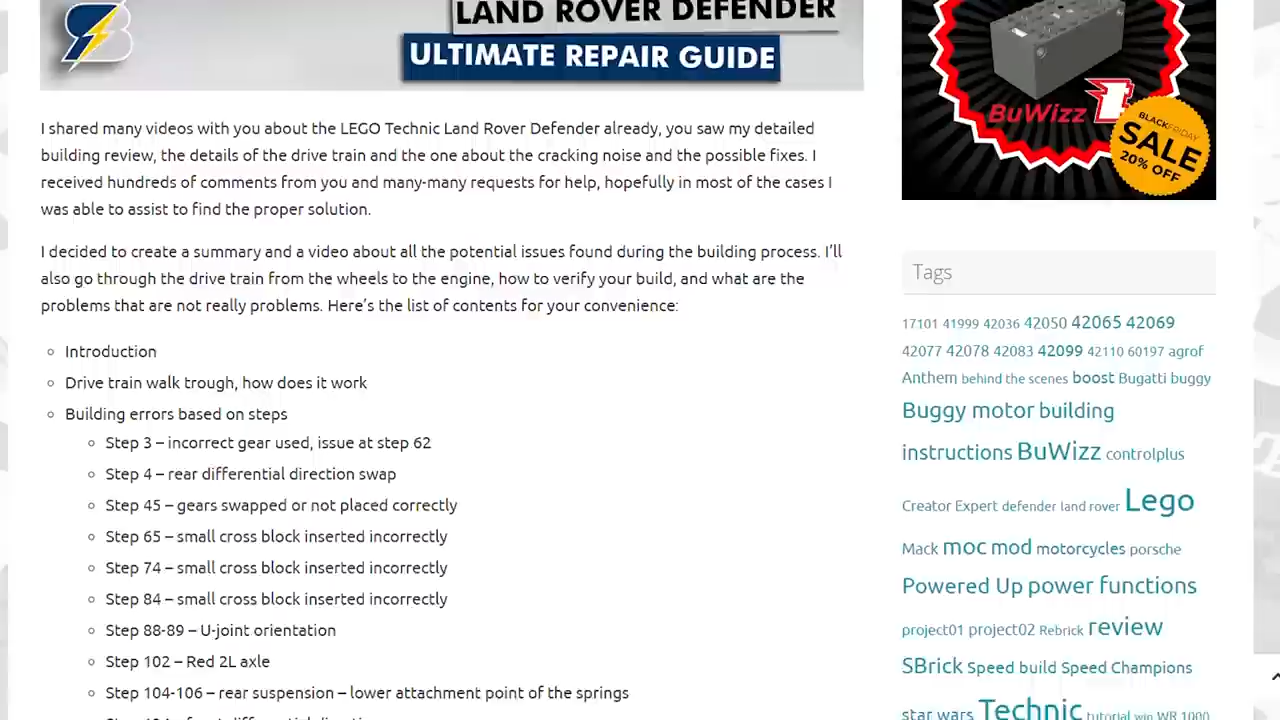 LAND ROVER DEFENDER
ULTIMATE REPAIR GUIDE
I shared many videos with you about the LEGO Technic Land Rover Defender already, you saw my detailed
building review, the details of the drive train and the one about the cracking noise and the possible fixes. I
received hundreds of comments from you and many-many requests for help, hopefully in most of the cases I
was able to assist to find the proper solution.
I decided to create a summary and a video about all the potential issues found during the building process. I'll
also go through the drive train from the wheels to the engine, how to verify your build, and what are the
problems that are not really problems. Here's the list of contents for your convenience:
Introduction
Drive train walk trough, how does it work
Building errors based on steps
Step 3 – incorrect gear used, issue at step 62
Step 4 – rear differential direction swap
Step 45 – gears swapped or not placed correctly
Step 65 – small cross block inserted incorrectly
Step 74 – small cross block inserted incorrectly
Step 84 – small cross block inserted incorrectly
Step 88-89 – U-joint orientation
Step 102 – Red 2L axle
Step 104-106 – rear suspension – lower attachment point of the springs
BuWizz
BLACKFRIDAY
SALE
20% OFF
Tags
17101 41999 42036 42050 42065 42069
42077 42078 42083 42099 42110 60197 agrof
Anthem behind the scenes boost Bugatti buggy
Buggy motor building
instructions BuWizz controlplus
Creator Expert defender land rover Lego
Mack moc mod motorcycles porsche
Powered Up power functions
project01 project02 Rebrick review
SBrick Speed build Speed Champions
star wars Technic tutorial win WR 1000